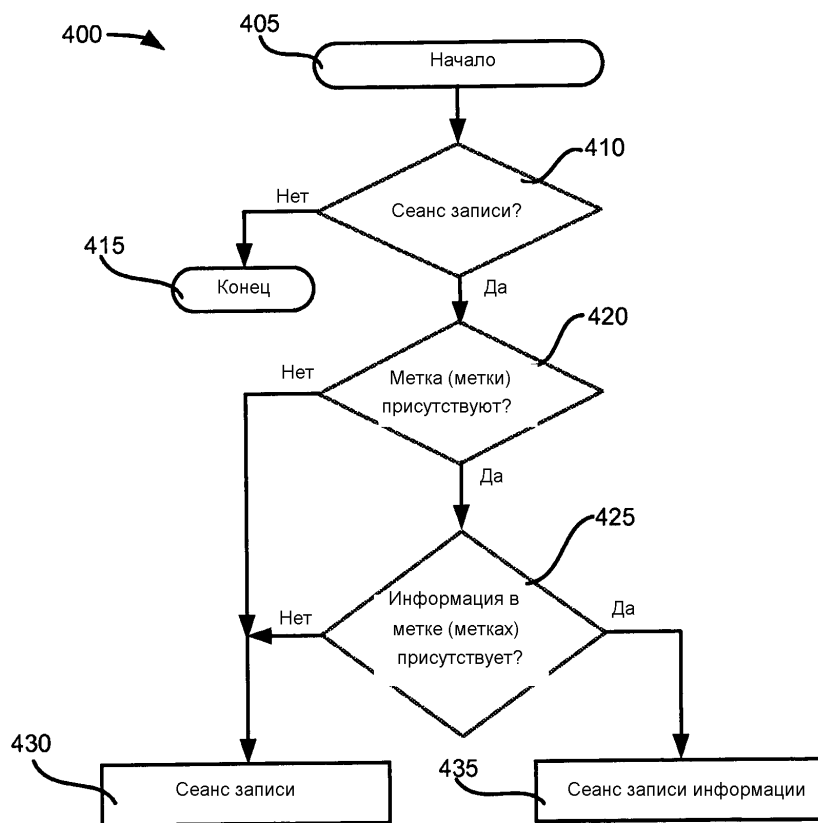 400
405
Начало
410
Сеанс записи?
Нет
415
Конец
Да
420
Нет
Метка (метки)
присутствуют?
Да
425
Информация в
метке (метках)
присутствует?
Нет
Да
430
Сеанс записи
435
Сеанс записи информации